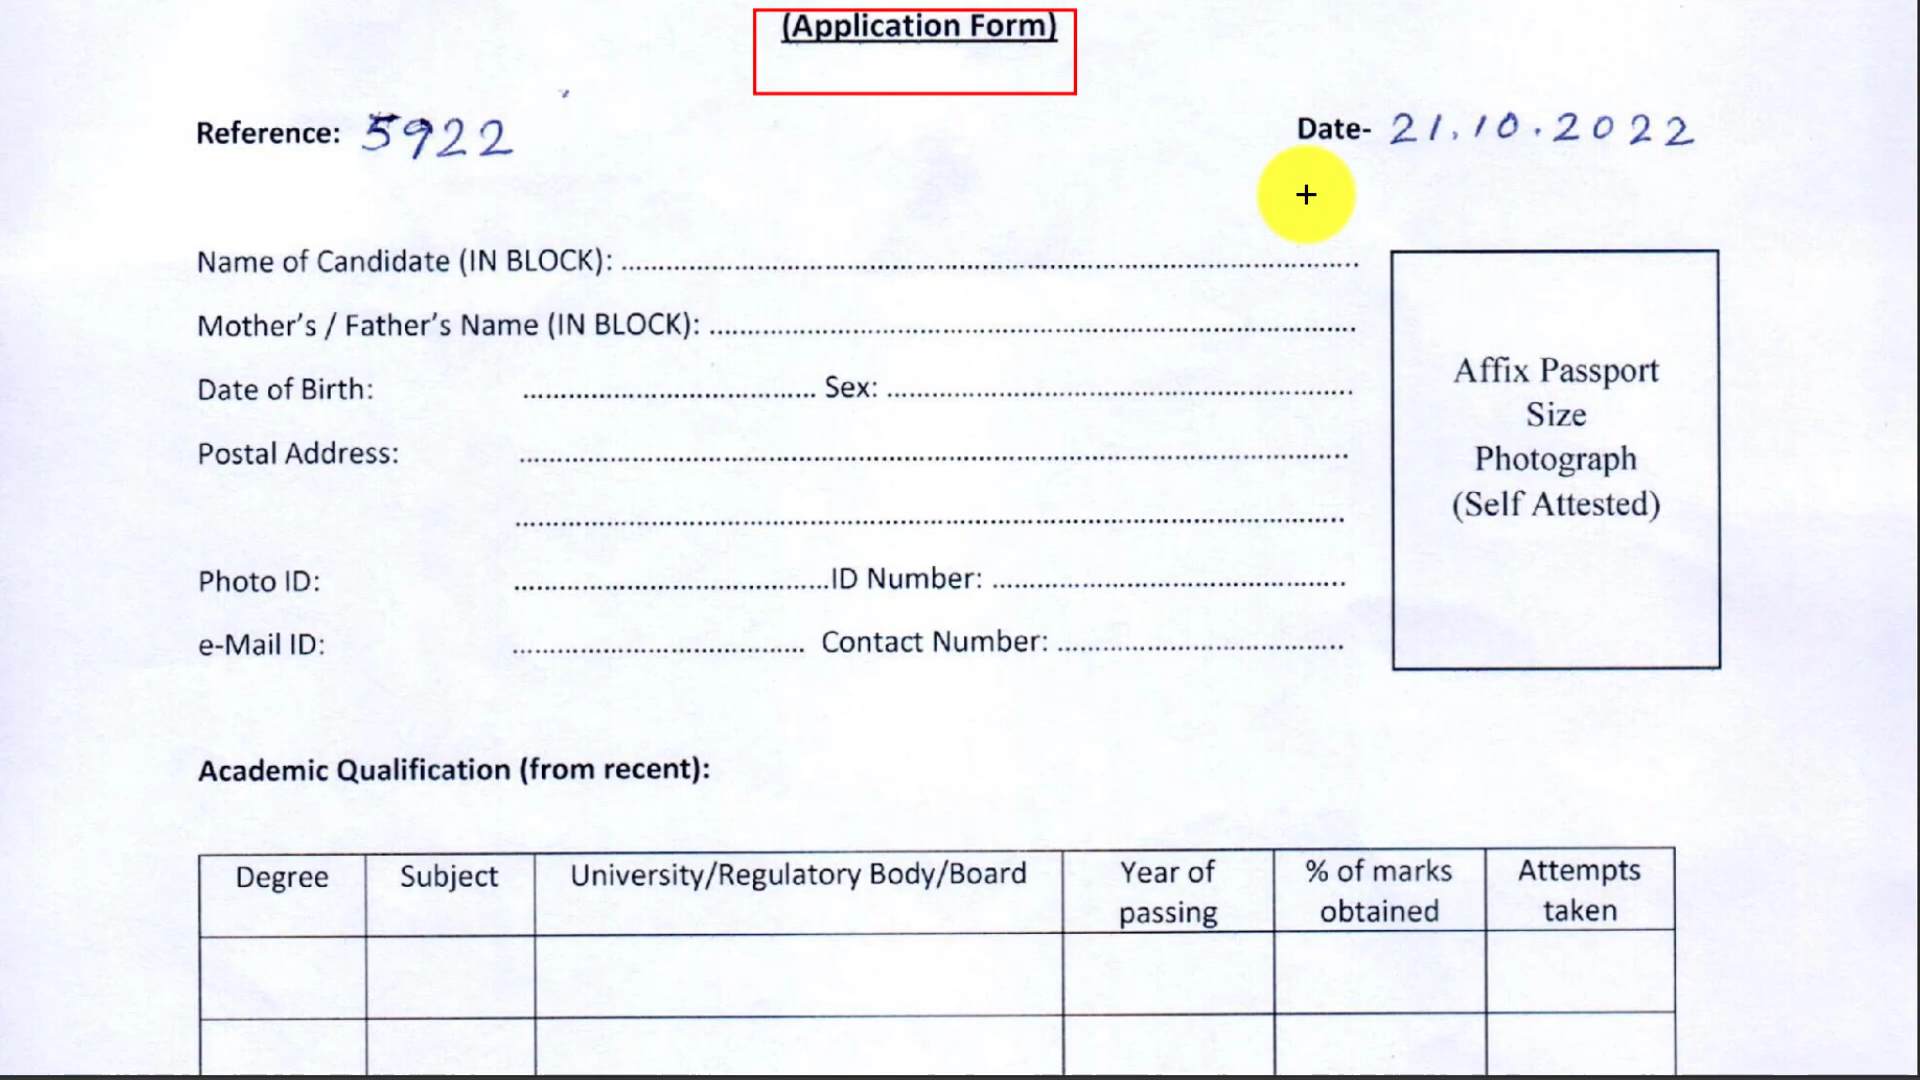 (Application Form)
Reference: 5922 Date- 21.10.2022
Name of Candidate (IN BLOCK): ........................................
Mother's / Father's Name (IN BLOCK): ........................................
Date of Birth: .................... Sex: ....................
Postal Address: ........................................
........................................
Photo ID: ....................ID Number: ....................
e-Mail ID: .................... Contact Number: ....................
Affix Passport
Size
Photograph
(Self Attested)
Academic Qualification (from recent):
Degree Subject University/Regulatory Body/Board Year of passing % of marks obtained Attempts taken